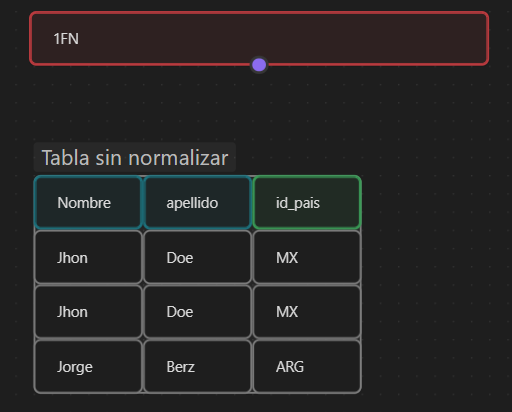 1FN
Tabla sin normalizar
Nombre apellido id_pais
Jhon Doe MX
Jhon Doe MX
Jorge Berz ARG